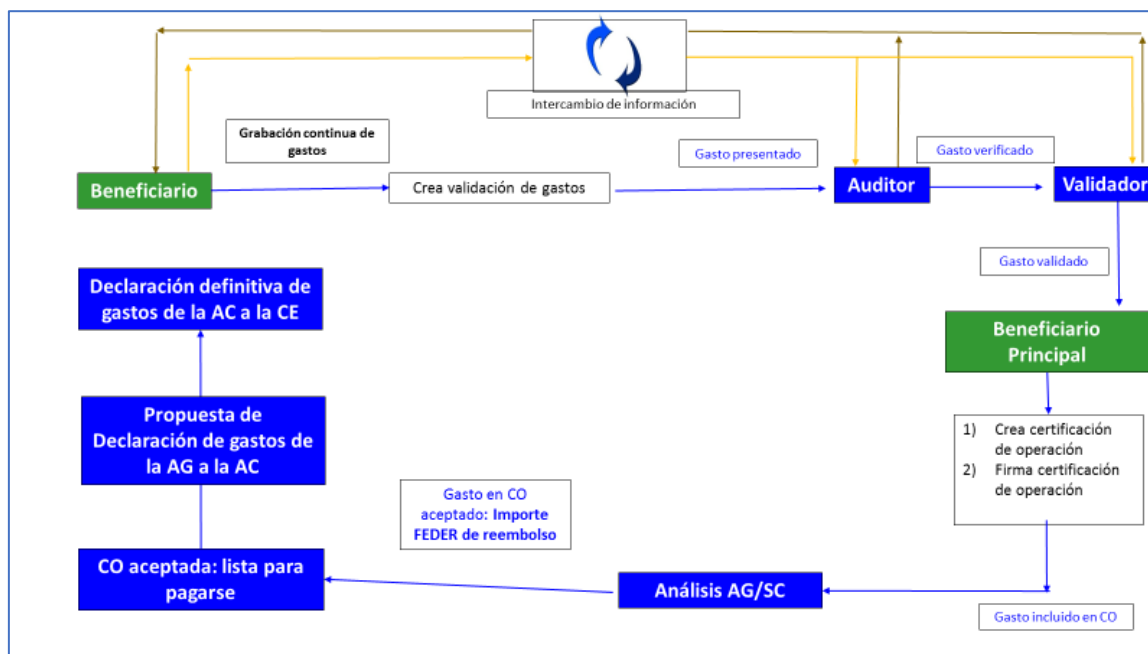 Intercambio de información
Grabación continua de
gastos
Gasto presentado
Gasto verificado
Beneficiario
Crea validación de gastos
Auditor
Validador
Gasto validado
Declaración definitiva de
gastos de la AC a la CE
Beneficiario
Principal
Propuesta de
Declaración de gastos de
la AG a la AC
1) Crea certificación
de operación
2) Firma certificación
de operación
Gasto en CO
aceptado: Importe
FEDER de reembolso
CO aceptada: lista para
pagarse
Análisis AG/SC
Gasto incluido en CO